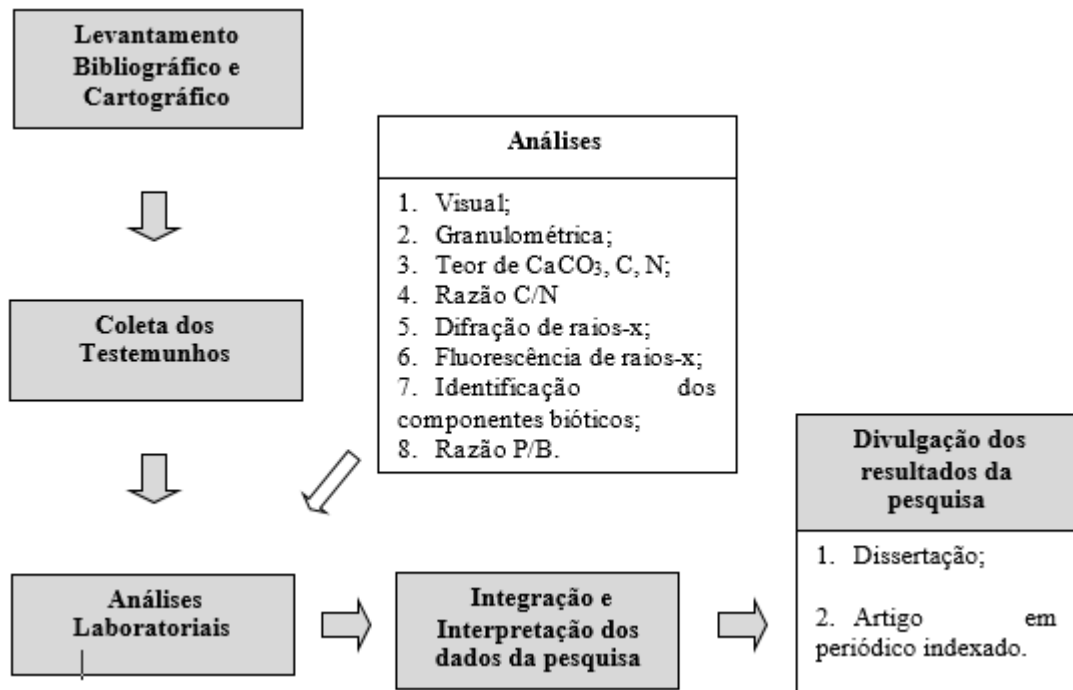 Levantamento
Bibliográfico e
Cartográfico
Coleta dos
Testemunhos
Análises
1. Visual;
2. Granulométrica;
3. Teor de CaCO₃, C, N;
4. Razão C/N
5. Difração de raios-x;
6. Fluorescência de raios-x;
7. Identificação dos
componentes bióticos;
8. Razão P/B.
Análises
Laboratoriais
Integração e
Interpretação dos
dados da pesquisa
Divulgação dos
resultados da
pesquisa
1. Dissertação;
2. Artigo em
periódico indexado.